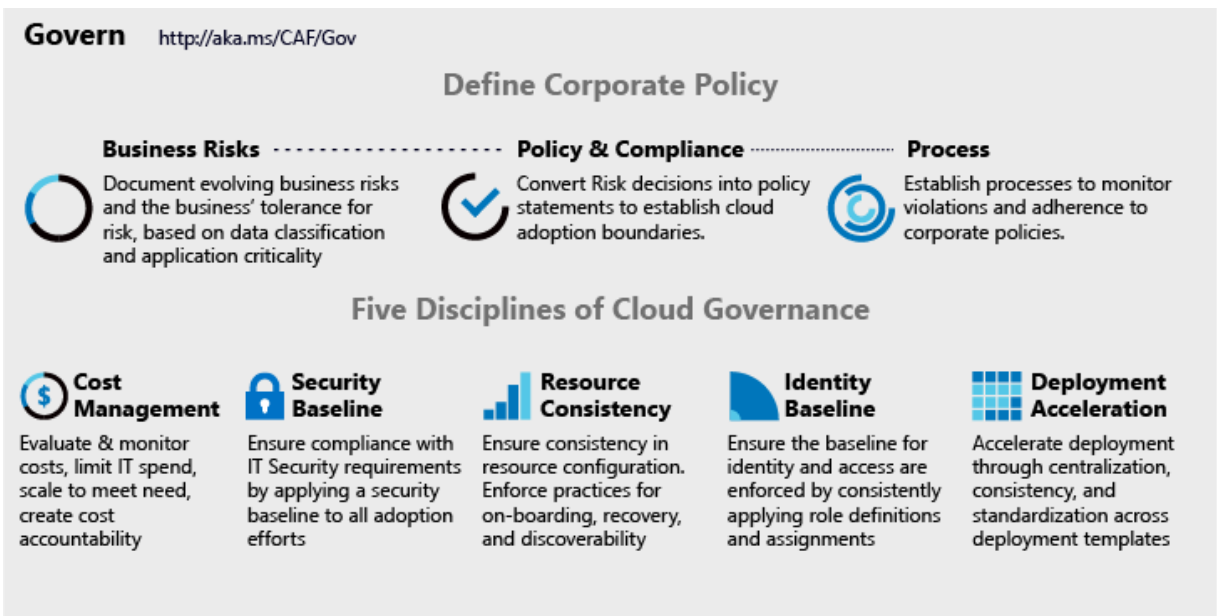 Govern http://aka.ms/CAF/Gov
Define Corporate Policy
Business Risks
Document evolving business risks
and the business' tolerance for
risk, based on data classification
and application criticality
Policy & Compliance
Convert Risk decisions into policy
statements to establish cloud
adoption boundaries.
Process
Establish processes to monitor
violations and adherence to
corporate policies.
Five Disciplines of Cloud Governance
$
Cost
Management
Evaluate & monitor
costs, limit IT spend,
scale to meet need,
create cost
accountability
Security
Baseline
Ensure compliance with
IT Security requirements
by applying a security
baseline to all adoption
efforts
Resource
Consistency
Ensure consistency in
resource configuration.
Enforce practices for
on-boarding, recovery,
and discoverability
Identity
Baseline
Ensure the baseline for
identity and access are
enforced by consistently
applying role definitions
and assignments
Deployment
Acceleration
Accelerate deployment
through centralization,
consistency, and
standardization across
deployment templates